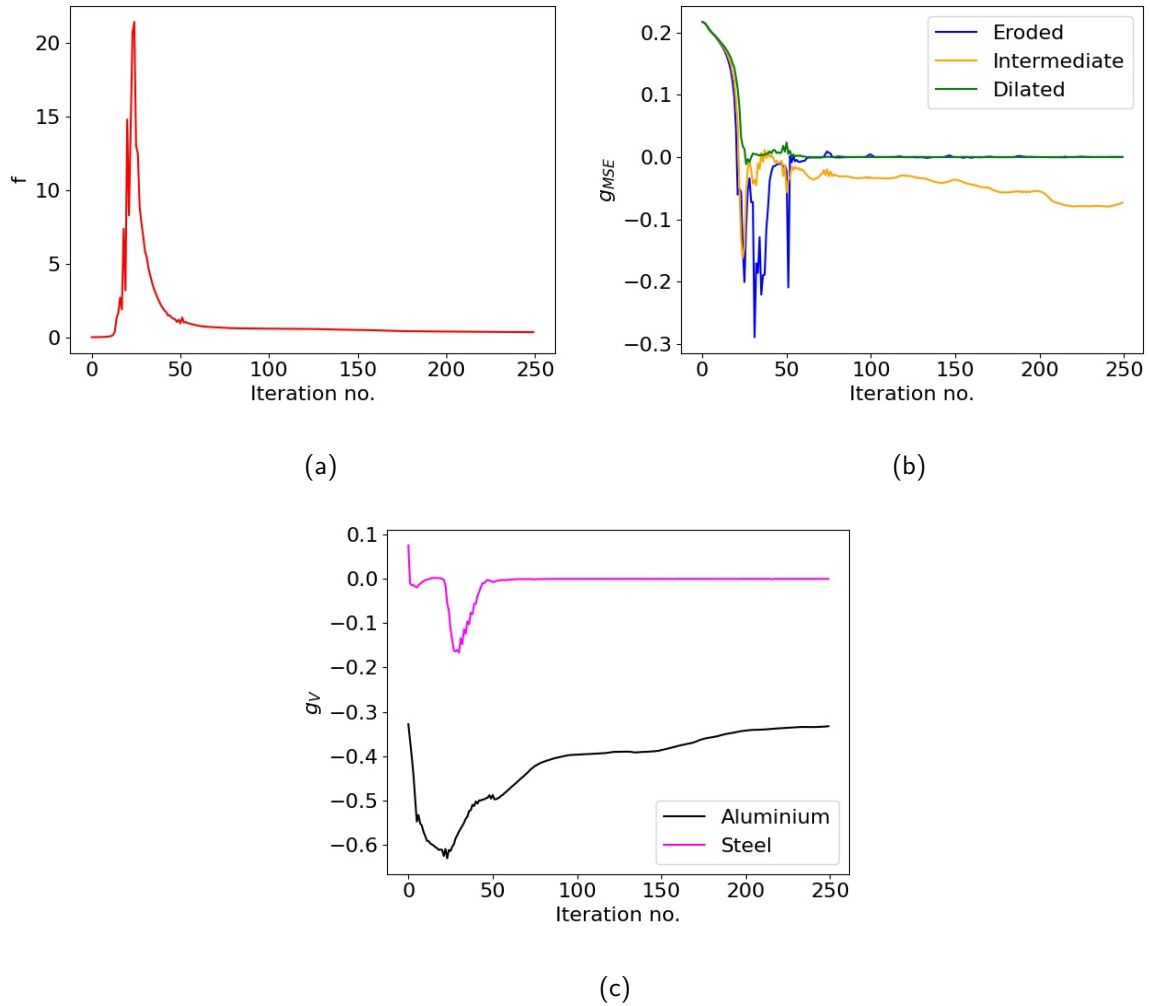 20
15
10
5
0
f
0 50 100 150 200 250
Iteration no.
(a)
0.2
0.1
0.0
−0.1
−0.2
−0.3
g_MSE
Eroded
Intermediate
Dilated
0 50 100 150 200 250
Iteration no.
(b)
0.1
0.0
−0.1
−0.2
−0.3
−0.4
−0.5
−0.6
g_V
Aluminium
Steel
0 50 100 150 200 250
Iteration no.
(c)